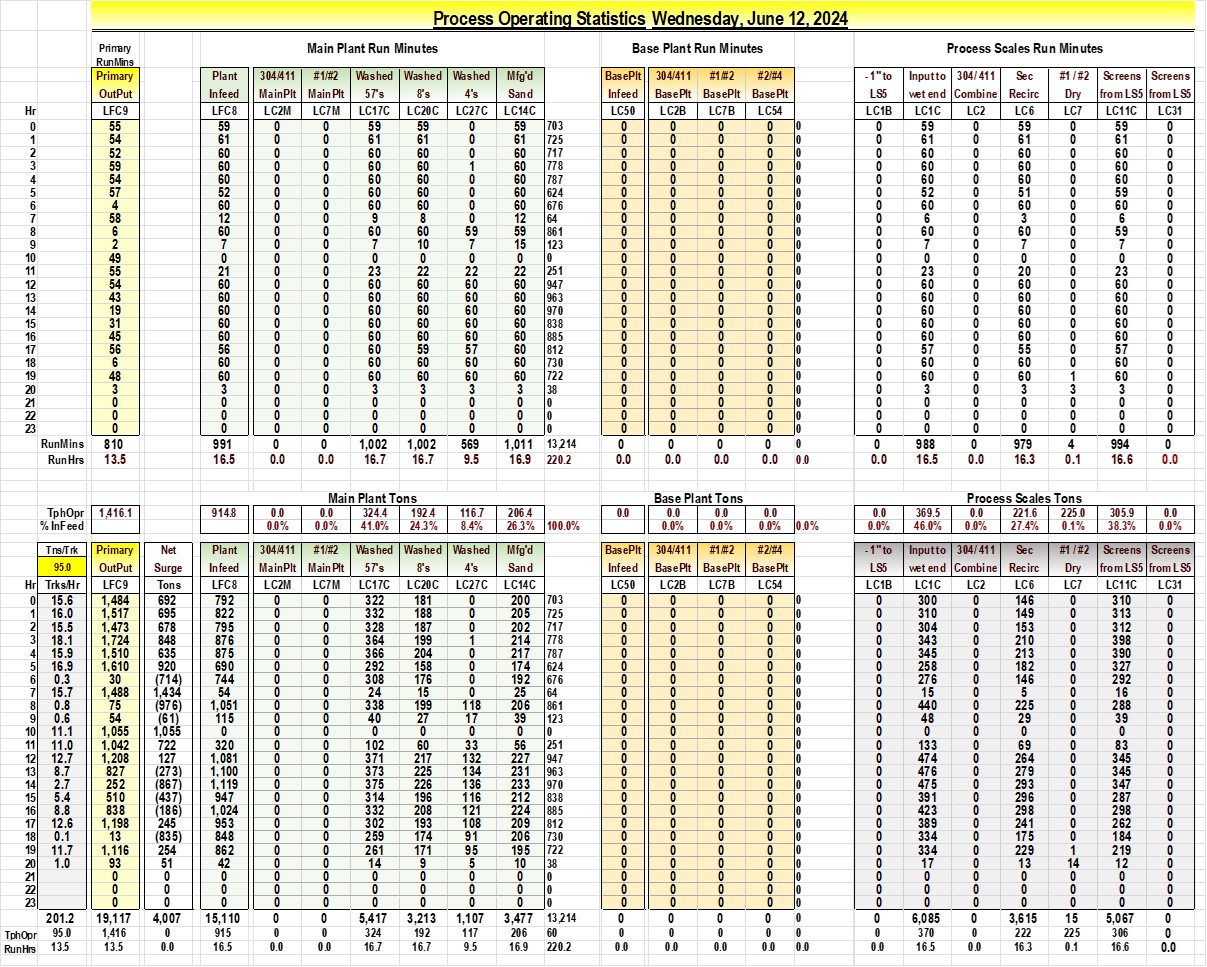 Process Operating Statistics Wednesday, June 12, 2024
Primary Main Plant Run Minutes Base Plant Run Minutes Process Scales Run Minutes
RunMins
Primary Plant 304/411 #1/#2 Washed Washed Washed Mfg'd BasePlt 304/411 #1/#2 #2/#4 -1" to Input to 304/411 Sec #1/#2 Screens Screens
OutPut Infeed MainPlt MainPlt 57's 8's 4's Sand Infeed BasePlt BasePlt BasePlt LS5 wet end Combine Recirc Dry from LS5 from LS5
Hr LFC9 LFC8 LC2M LC7M LC17C LC20C LC27C LC14C LC50 LC2B LC7B LC54 LC1B LC1C LC2 LC6 LC7 LC11C LC31
0 55 59 0 0 59 59 0 59 703 0 0 0 0 0 0 59 0 59 0 59 0
1 54 61 0 0 61 61 0 61 725 0 0 0 0 0 0 61 0 61 0 61 0
2 52 60 0 0 60 60 0 60 717 0 0 0 0 0 0 60 0 60 0 60 0
3 59 60 0 0 60 60 1 60 778 0 0 0 0 0 0 60 0 60 0 60 0
4 54 60 0 0 60 60 0 60 787 0 0 0 0 0 0 60 0 60 0 60 0
5 57 52 0 0 60 60 0 60 624 0 0 0 0 0 0 52 0 51 0 59 0
6 4 60 0 0 60 60 0 60 676 0 0 0 0 0 0 60 0 60 0 60 0
7 58 12 0 0 9 8 0 12 64 0 0 0 0 0 0 6 0 3 0 6 0
8 6 60 0 0 60 60 59 59 861 0 0 0 0 0 0 60 0 60 0 59 0
9 2 7 0 0 7 10 7 15 123 0 0 0 0 0 0 7 0 7 0 7 0
10 49 0 0 0 0 0 0 0 0 0 0 0 0 0 0 0 0 0 0 0 0
11 55 21 0 0 23 22 22 22 251 0 0 0 0 0 0 23 0 20 0 23 0
12 54 60 0 0 60 60 60 60 947 0 0 0 0 0 0 60 0 60 0 60 0
13 43 60 0 0 60 60 60 60 963 0 0 0 0 0 0 60 0 60 0 60 0
14 19 60 0 0 60 60 60 60 970 0 0 0 0 0 0 60 0 60 0 60 0
15 31 60 0 0 60 60 60 60 838 0 0 0 0 0 0 60 0 60 0 60 0
16 45 60 0 0 60 60 60 60 885 0 0 0 0 0 0 60 0 60 0 60 0
17 56 56 0 0 56 59 57 60 812 0 0 0 0 0 0 57 0 55 0 57 0
18 6 60 0 0 60 60 60 60 730 0 0 0 0 0 0 60 0 60 0 60 0
19 48 60 0 0 60 60 60 60 722 0 0 0 0 0 0 60 0 60 1 60 0
20 3 3 0 0 3 3 3 3 38 0 0 0 0 0 0 3 0 3 3 3 0
21 0 0 0 0 0 0 0 0 0 0 0 0 0 0 0 0 0 0 0 0 0
22 0 0 0 0 0 0 0 0 0 0 0 0 0 0 0 0 0 0 0 0 0
23 0 0 0 0 0 0 0 0 0 0 0 0 0 0 0 0 0 0 0 0 0
RunMins 810 991 0 0 1,002 1,002 569 1,011 13,214 0 0 0 0 0 0 988 0 979 4 994 0
RunHrs 13.5 16.5 0.0 0.0 16.7 16.7 9.5 16.9 220.2 0.0 0.0 0.0 0.0 0.0 0.0 16.5 0.0 16.3 0.1 16.6 0.0
Main Plant Tons Base Plant Tons Process Scales Tons
TphOpr 1,416.1 914.8 0.0 0.0 324.4 192.4 116.7 206.4 0.0 0.0 0.0 0.0 0.0 369.5 0.0 221.6 225.0 305.9 0.0
% InFeed 0.0% 0.0% 41.0% 24.3% 8.4% 26.3% 100.0% 0.0% 0.0% 0.0% 0.0% 0.0% 46.0% 0.0% 27.4% 0.1% 38.3% 0.0%
Tns/Trk Primary Net Plant 304/411 #1/#2 Washed Washed Washed Mfg'd BasePlt 304/411 #1/#2 #2/#4 -1" to Input to 304/411 Sec #1/#2 Screens Screens
95.0 OutPut Surge Infeed MainPlt MainPlt 57's 8's 4's Sand Infeed BasePlt BasePlt BasePlt LS5 wet end Combine Recirc Dry from LS5 from LS5
Hr Trks/Hr LFC9 Tons LFC8 LC2M LC7M LC17C LC20C LC27C LC14C LC50 LC2B LC7B LC54 LC1B LC1C LC2 LC6 LC7 LC11C LC31
0 15.6 1,484 692 792 0 0 322 181 0 200 703 0 0 0 0 0 0 300 0 146 0 310 0
1 16.0 1,517 695 822 0 0 332 188 0 205 725 0 0 0 0 0 0 310 0 149 0 313 0
2 15.5 1,473 678 795 0 0 328 187 0 202 717 0 0 0 0 0 0 304 0 153 0 312 0
3 18.1 1,724 848 876 0 0 364 199 1 214 778 0 0 0 0 0 0 343 0 210 0 398 0
4 15.9 1,510 635 875 0 0 366 204 0 217 787 0 0 0 0 0 0 345 0 213 0 390 0
5 16.9 1,610 920 690 0 0 292 158 0 174 624 0 0 0 0 0 0 258 0 182 0 327 0
6 0.3 30 (714) 744 0 0 308 176 0 192 676 0 0 0 0 0 0 276 0 146 0 292 0
7 15.7 1,488 1,434 54 0 0 24 15 0 25 64 0 0 0 0 0 0 15 0 5 0 16 0
8 0.8 75 (976) 1,051 0 0 338 199 118 206 861 0 0 0 0 0 0 440 0 225 0 288 0
9 0.6 54 (61) 115 0 0 40 27 17 39 123 0 0 0 0 0 0 48 0 29 0 39 0
10 11.1 1,055 1,055 0 0 0 0 0 0 0 0 0 0 0 0 0 0 0 0 0 0 0 0
11 11.0 1,042 722 320 0 0 102 60 33 56 251 0 0 0 0 0 0 133 0 69 0 83 0
12 12.7 1,208 127 1,081 0 0 371 217 132 227 947 0 0 0 0 0 0 474 0 264 0 345 0
13 8.7 827 (273) 1,100 0 0 373 225 134 231 963 0 0 0 0 0 0 476 0 279 0 345 0
14 2.7 252 (867) 1,119 0 0 375 226 136 233 970 0 0 0 0 0 0 475 0 293 0 347 0
15 5.4 510 (437) 947 0 0 314 196 116 212 838 0 0 0 0 0 0 391 0 296 0 287 0
16 8.8 838 (186) 1,024 0 0 332 208 121 224 885 0 0 0 0 0 0 423 0 298 0 298 0
17 12.6 1,198 245 953 0 0 302 193 108 209 812 0 0 0 0 0 0 389 0 241 0 262 0
18 0.1 13 (835) 848 0 0 259 174 91 206 730 0 0 0 0 0 0 334 0 175 0 184 0
19 11.7 1,116 254 862 0 0 261 171 95 195 722 0 0 0 0 0 0 334 0 229 1 219 0
20 1.0 93 51 42 0 0 14 9 5 10 38 0 0 0 0 0 0 17 0 13 14 12 0
21 0 0 0 0 0 0 0 0 0 0 0 0 0 0 0 0 0 0 0 0 0 0
22 0 0 0 0 0 0 0 0 0 0 0 0 0 0 0 0 0 0 0 0 0 0
23 0 0 0 0 0 0 0 0 0 0 0 0 0 0 0 0 0 0 0 0 0 0
201.2 19,117 4,007 15,110 0 0 5,417 3,213 1,107 3,477 13,214 0 0 0 0 0 0 6,085 0 3,615 15 5,067 0
TphOpr 95.0 1,416 0 915 0 0 324 192 117 206 60 0 0 0 0 0 0 370 0 222 225 306 0
RunHrs 13.5 13.5 0.0 16.5 0.0 0.0 16.7 16.7 9.5 16.9 220.2 0.0 0.0 0.0 0.0 0.0 0.0 16.5 0.0 16.3 0.1 16.6 0.0